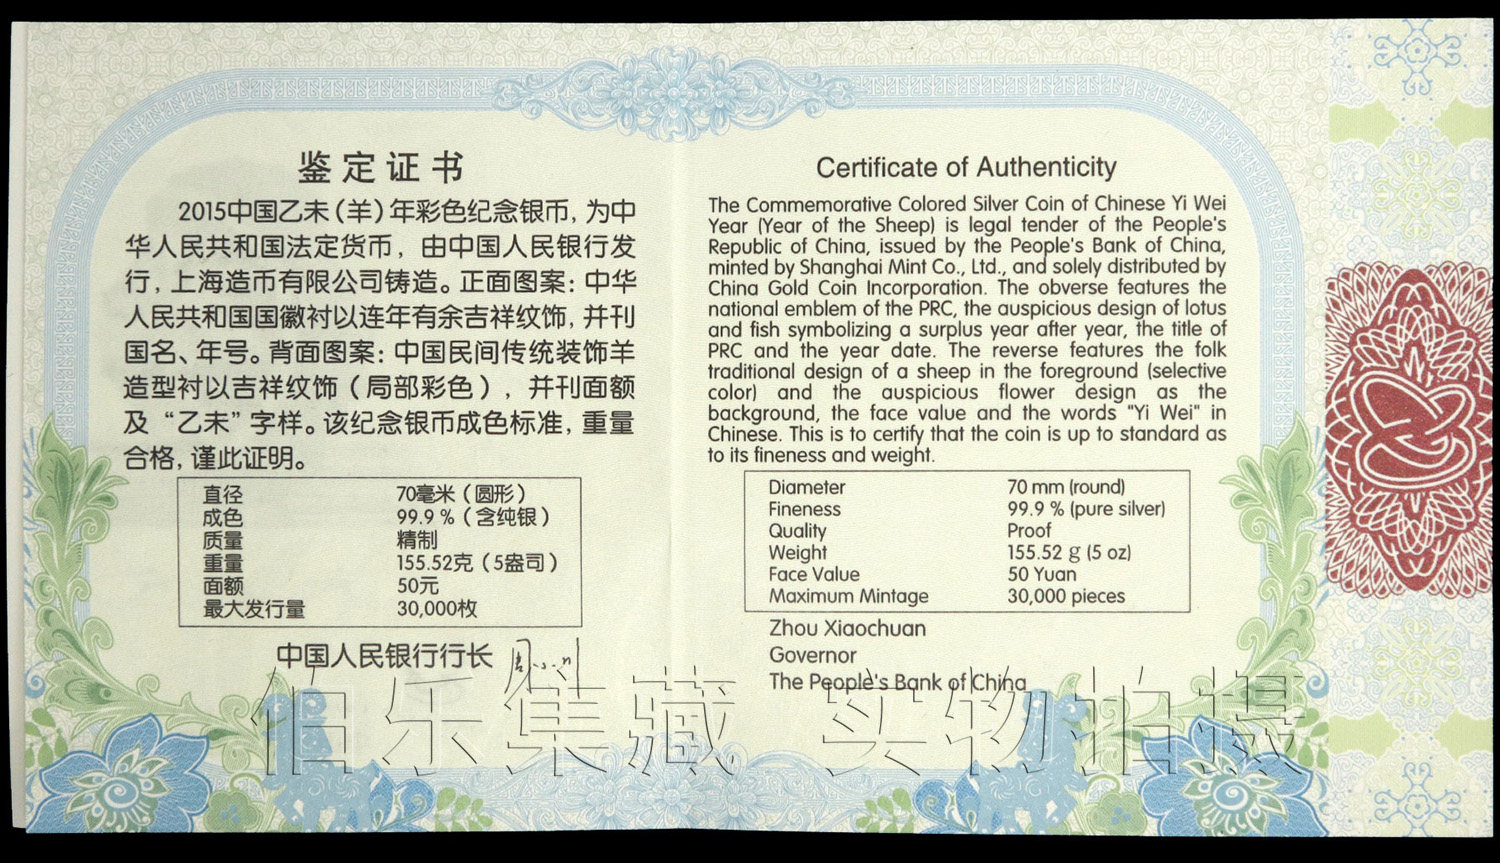 鉴定证书
2015中国乙未（羊）年彩色纪念银币，为中
华人民共和国法定货币，由中国人民银行发
行，上海造币有限公司铸造。正面图案：中华
人民共和国国徽衬以连年有余吉祥纹饰，并刊
国名、年号。背面图案：中国民间传统装饰羊
造型衬以吉祥纹饰（局部彩色），并刊面额
及“乙未”字样。该纪念银币成色标准，重量
合格，谨此证明。
直径 70毫米（圆形）
成色 99.9 %（含纯银）
质量 精制
重量 155.52克（5盎司）
面额 50元
最大发行量 30,000枚
中国人民银行行长
Certificate of Authenticity
The Commemorative Colored Silver Coin of Chinese Yi Wei
Year (Year of the Sheep) is legal tender of the People's
Republic of China, issued by the People's Bank of China,
minted by Shanghai Mint Co., Ltd., and solely distributed by
China Gold Coin Incorporation. The obverse features the
national emblem of the PRC, the auspicious design of lotus
and fish symbolizing a surplus year after year, the title of
PRC and the year date. The reverse features the folk
traditional design of a sheep in the foreground (selective
color) and the auspicious flower design as the
background, the face value and the words "Yi Wei" in
Chinese. This is to certify that the coin is up to standard as
to its fineness and weight.
Diameter 70 mm (round)
Fineness 99.9 % (pure silver)
Quality Proof
Weight 155.52 g (5 oz)
Face Value 50 Yuan
Maximum Mintage 30,000 pieces
Zhou Xiaochuan
Governor
The People's Bank of China
伯乐集藏 实物拍摄